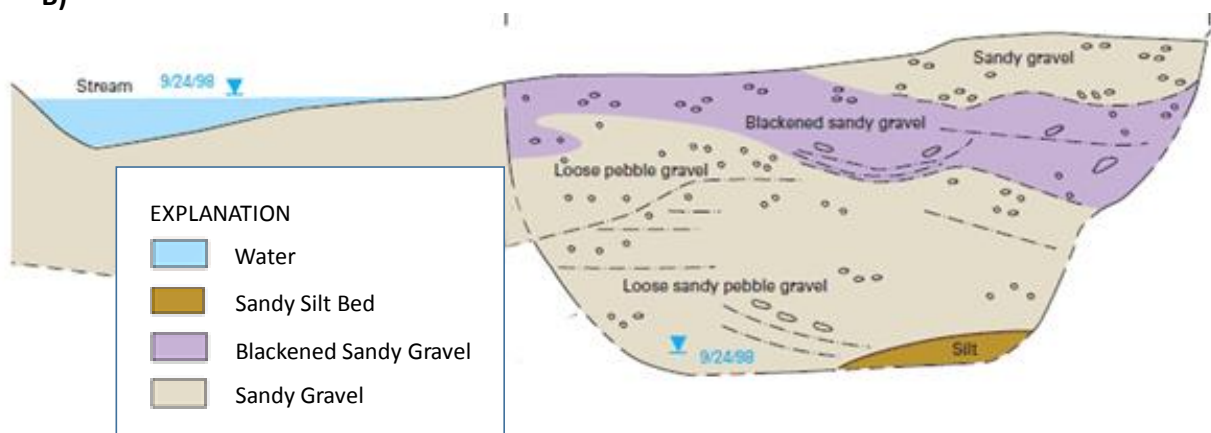 B)
Stream 9/24/98
Sandy gravel
Blackened sandy gravel
Loose pebble gravel
Loose sandy pebble gravel
9/24/98
Silt
EXPLANATION
Water
Sandy Silt Bed
Blackened Sandy Gravel
Sandy Gravel